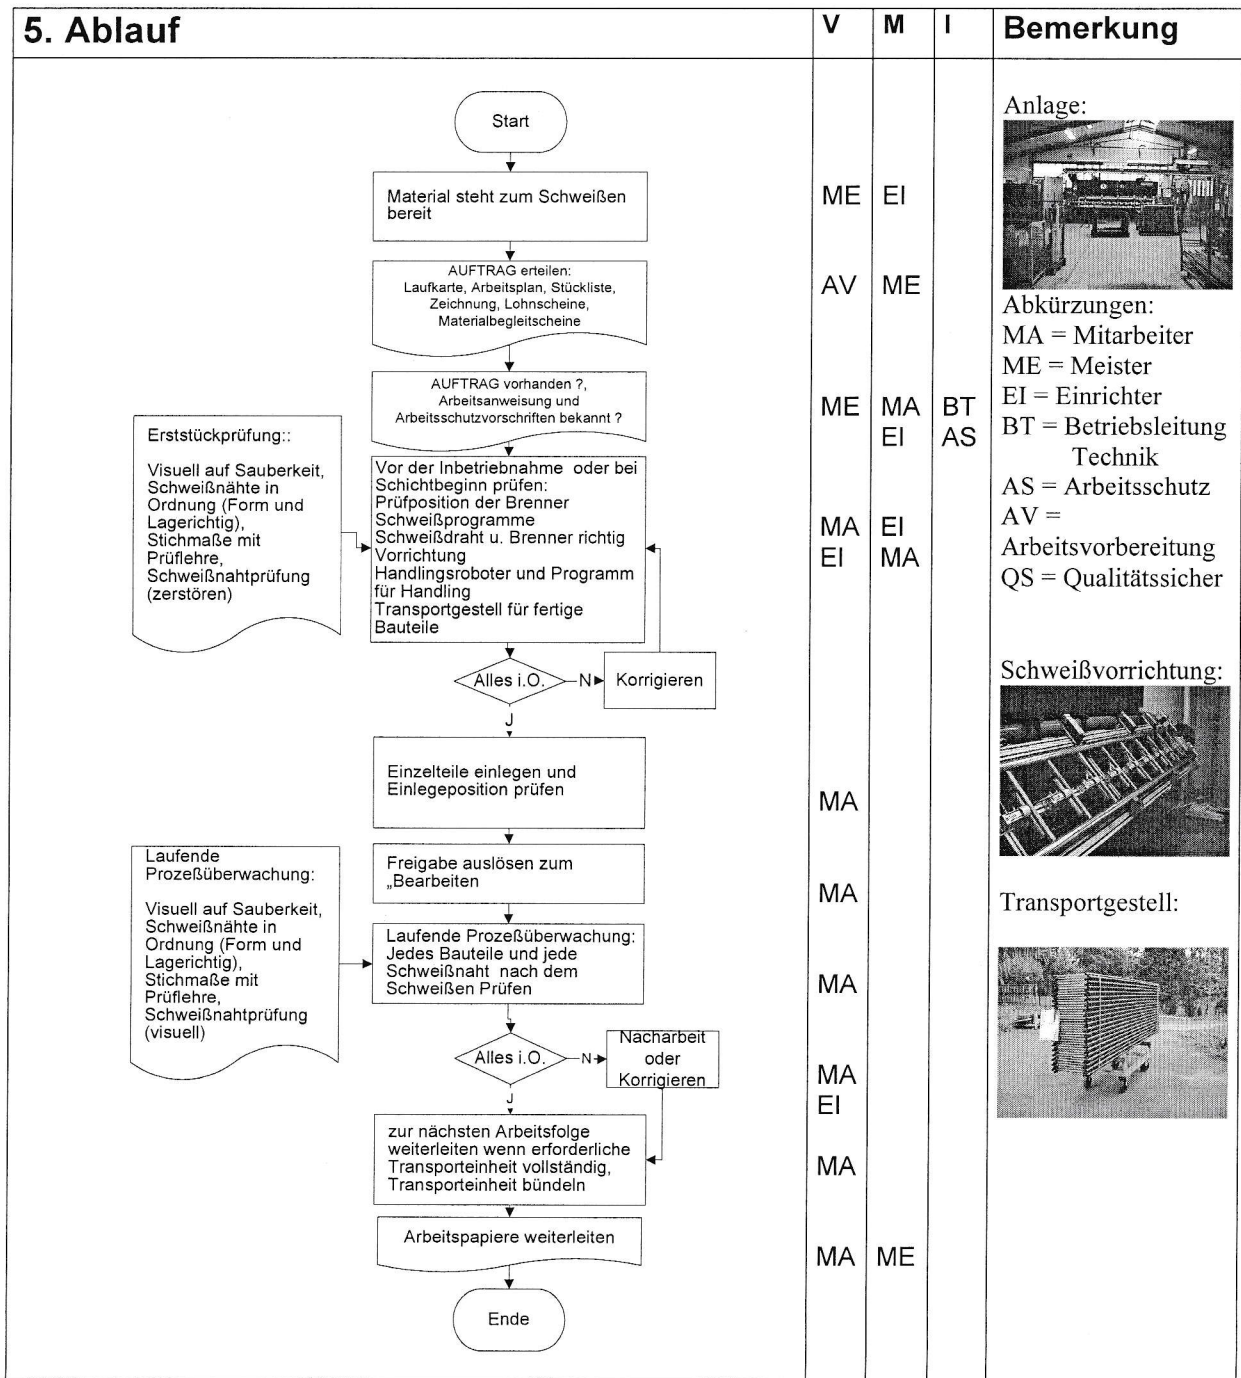 5. Ablauf
V
M
I
Bemerkung
Start
Material steht zum Schweißen
bereit
ME
EI
AUFTRAG erteilen:
Laufkarte, Arbeitsplan, Stückliste,
Zeichnung, Lohnscheine,
Materialbegleitscheine
AV
ME
AUFTRAG vorhanden ?,
Arbeitsanweisung und
Arbeitsschutzvorschriften bekannt ?
ME
MA
BT
EI
AS
Erststückprüfung::
Visuell auf Sauberkeit,
Schweißnähte in
Ordnung (Form und
Lagerichtig),
Stichmaße mit
Prüflehre,
Schweißnahtprüfung
(zerstören)
Vor der Inbetriebnahme oder bei
Schichtbeginn prüfen:
Prüfposition der Brenner
Schweißprogramme
Schweißdraht u. Brenner richtig
Vorrichtung
Handlingsroboter und Programm
für Handling
Transportgestell für fertige
Bauteile
MA
EI
EI
MA
Alles i.O.
N
Korrigieren
J
Einzelteile einlegen und
Einlegeposition prüfen
MA
Freigabe auslösen zum
„Bearbeiten
MA
Laufende
Prozeßüberwachung:
Visuell auf Sauberkeit,
Schweißnähte in
Ordnung (Form und
Lagerichtig),
Stichmaße mit
Prüflehre,
Schweißnahtprüfung
(visuell)
Laufende Prozeßüberwachung:
Jedes Bauteile und jede
Schweißnaht nach dem
Schweißen Prüfen
MA
Alles i.O.
N
Nacharbeit
oder
Korrigieren
J
MA
EI
zur nächsten Arbeitsfolge
weiterleiten wenn erforderliche
Transporteinheit vollständig,
Transporteinheit bündeln
MA
Arbeitspapiere weiterleiten
MA
ME
Ende
Anlage:
Abkürzungen:
MA = Mitarbeiter
ME = Meister
EI = Einrichter
BT = Betriebsleitung
Technik
AS = Arbeitsschutz
AV =
Arbeitsvorbereitung
QS = Qualitätssicher
Schweißvorrichtung:
Transportgestell: